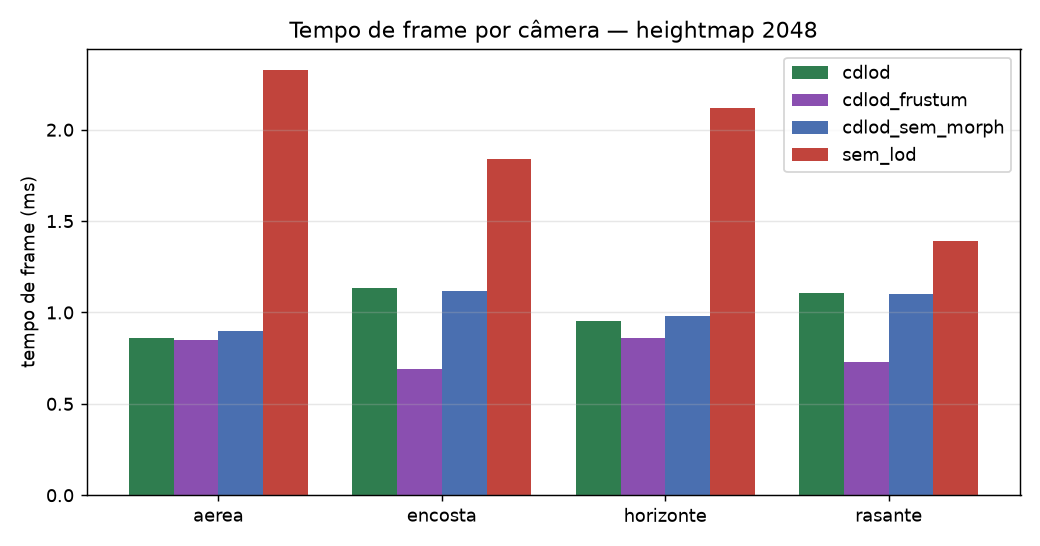 Tempo de frame por câmera — heightmap 2048
tempo de frame (ms)
2.0
1.5
1.0
0.5
0.0
aerea
encosta
horizonte
rasante
cdlod
cdlod_frustum
cdlod_sem_morph
sem_lod